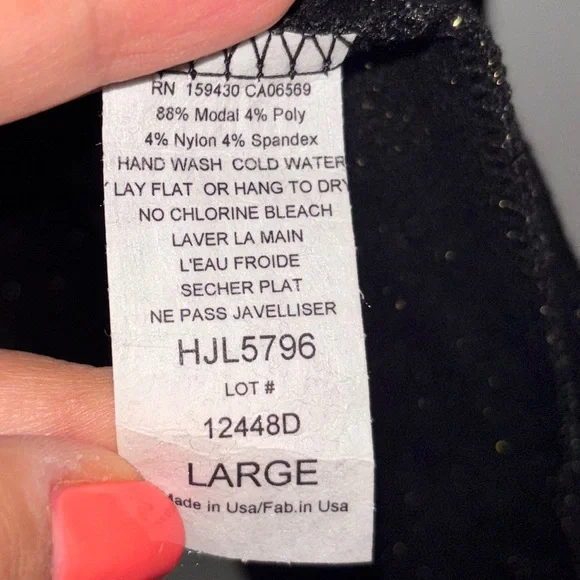 RN 159430 CA06569
88% Modal 4% Poly
4% Nylon 4% Spandex
HAND WASH COLD WATER
LAY FLAT OR HANG TO DRY
NO CHLORINE BLEACH
LAVER LA MAIN
L'EAU FROIDE
SECHER PLAT
NE PASS JAVELLISER
HJL5796
LOT #
12448D
LARGE
Made in Usa/Fab.in Usa